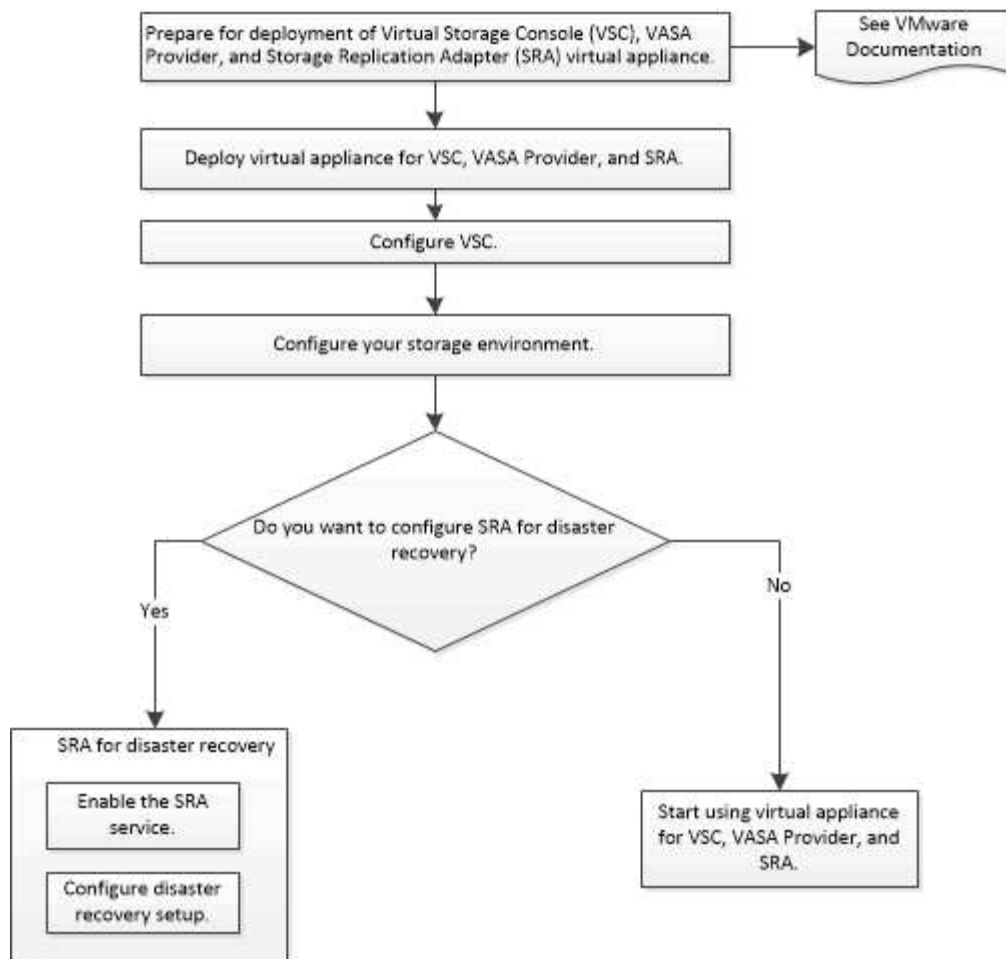 Prepare for deployment of Virtual Storage Console (VSC), VASA
Provider, and Storage Replication Adapter (SRA) virtual appliance.
See VMware
Documentation
Deploy virtual appliance for VSC, VASA Provider, and SRA.
Configure VSC.
Configure your storage environment.
Do you want to configure SRA for disaster
recovery?
Yes
No
SRA for disaster recovery
Enable the SRA
service.
Configure disaster
recovery setup.
Start using virtual appliance
for VSC, VASA Provider, and
SRA.